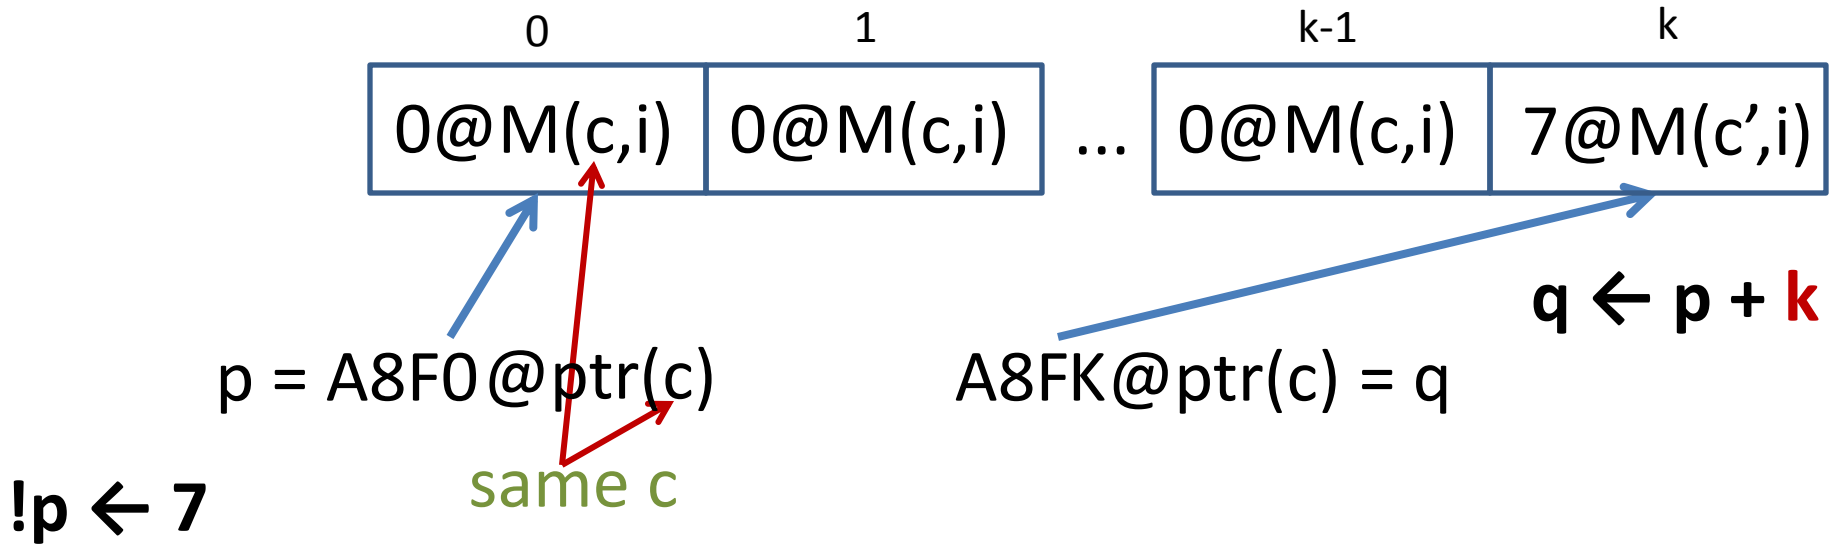 0 1 k-1 k
0@M(c,i) 0@M(c,i) ... 0@M(c,i) 7@M(c’,i)
q ← p + k
p = A8F0@ptr(c) A8FK@ptr(c) = q
same c
!p ← 7